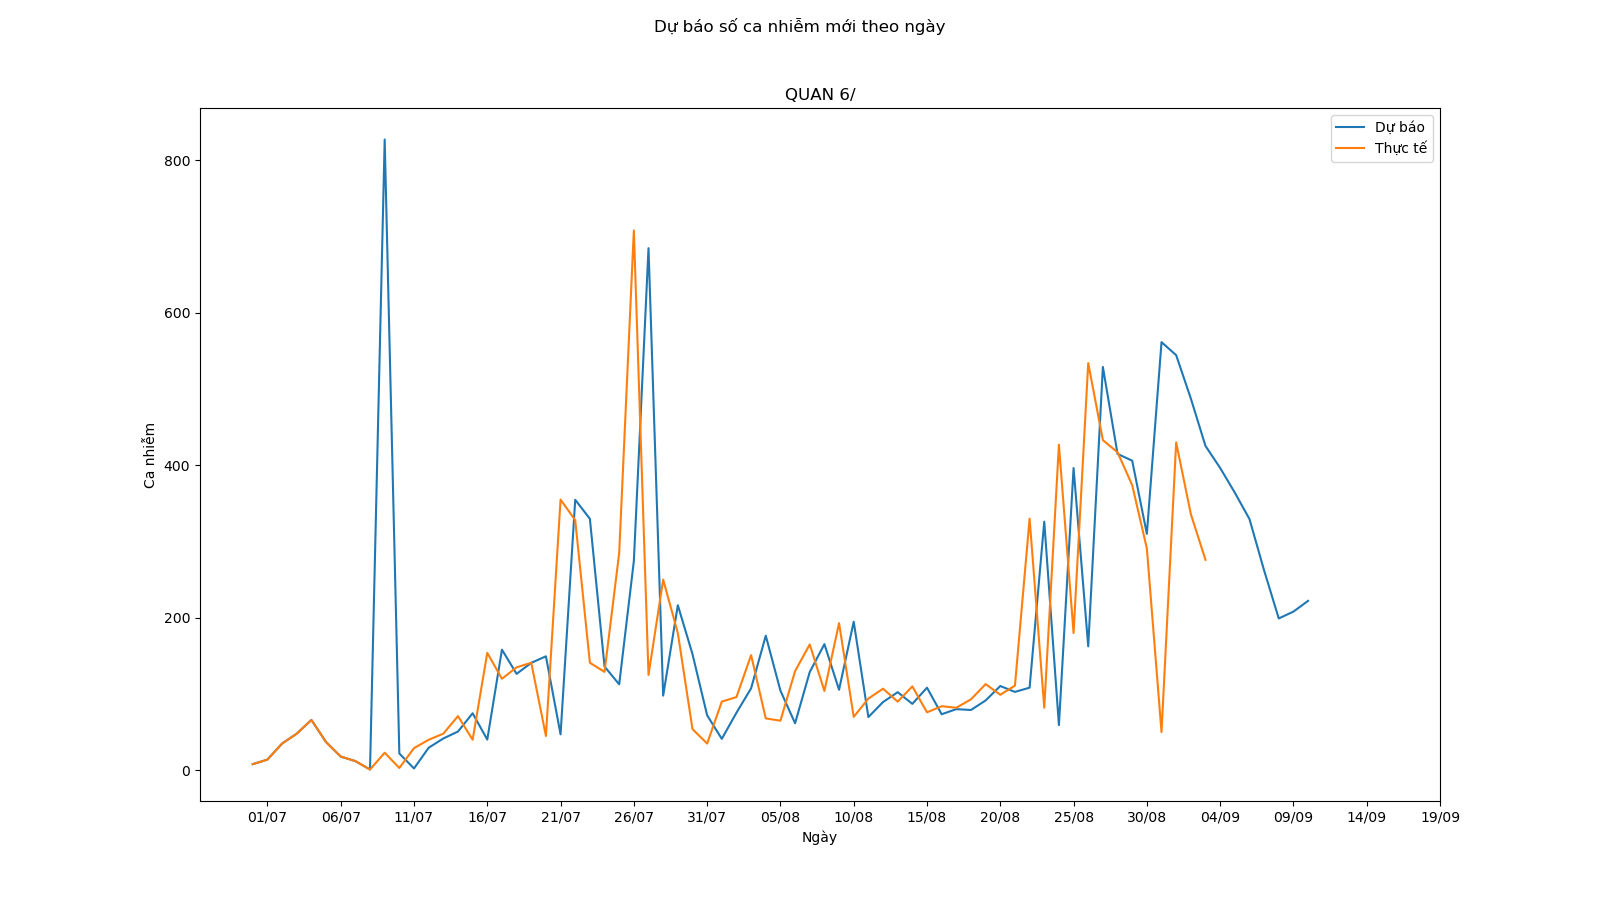 Dự báo số ca nhiễm mới theo ngày
QUAN 6/
Dự báo
Thực tế
800
600
400
200
0
Ca nhiễm
01/07 06/07 11/07 16/07 21/07 26/07 31/07 05/08 10/08 15/08 20/08 25/08 30/08 04/09 09/09 14/09 19/09
Ngày